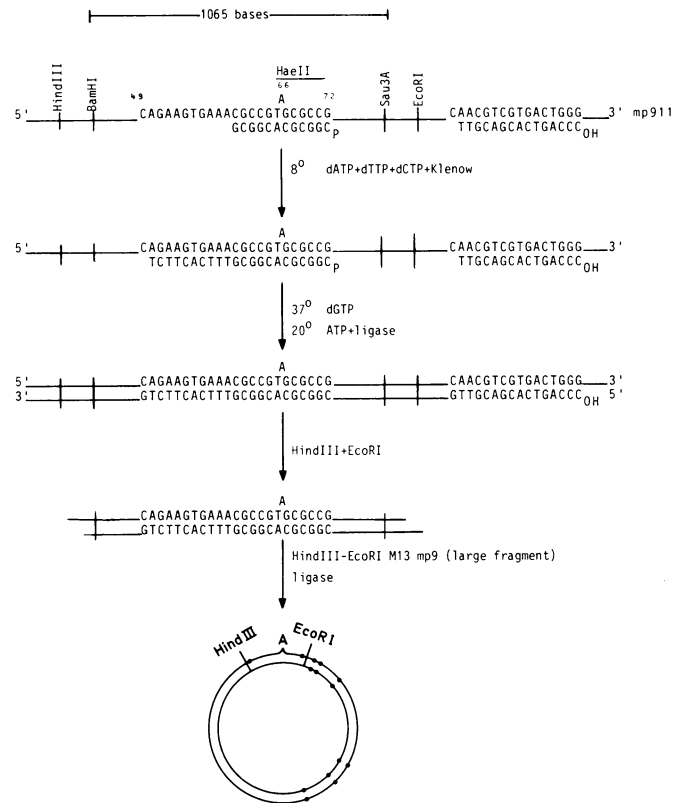 1065 bases
HindIII
BamHI
HaeII
Sau3A
EcoRI
49
66
72
A
5' CAGAAGTGAAACGCCGTGCGCCG CAACGTCGTGACTGGG 3' mp911
GCGGCACGCGGC P TTGCAGCACTGACCC OH
8° dATP+dTTP+dCTP+Klenow
A
5' CAGAAGTGAAACGCCGTGCGCCG CAACGTCGTGACTGGG 3'
TCTTCACTTTGCGGCACGCGGC P TTGCAGCACTGACCC OH
37° dGTP
20° ATP+ligase
A
5' CAGAAGTGAAACGCCGTGCGCCG CAACGTCGTGACTGGG 3'
3' GTCTTCACTTTGCGGCACGCGGC GTTGCAGCACTGACCC OH 5'
HindIII+EcoRI
A
CAGAAGTGAAACGCCGTGCGCCG
GTCTTCACTTTGCGGCACGCGGC
HindIII-EcoRI M13 mp9 (large fragment)
ligase
HindIII
A
EcoRI